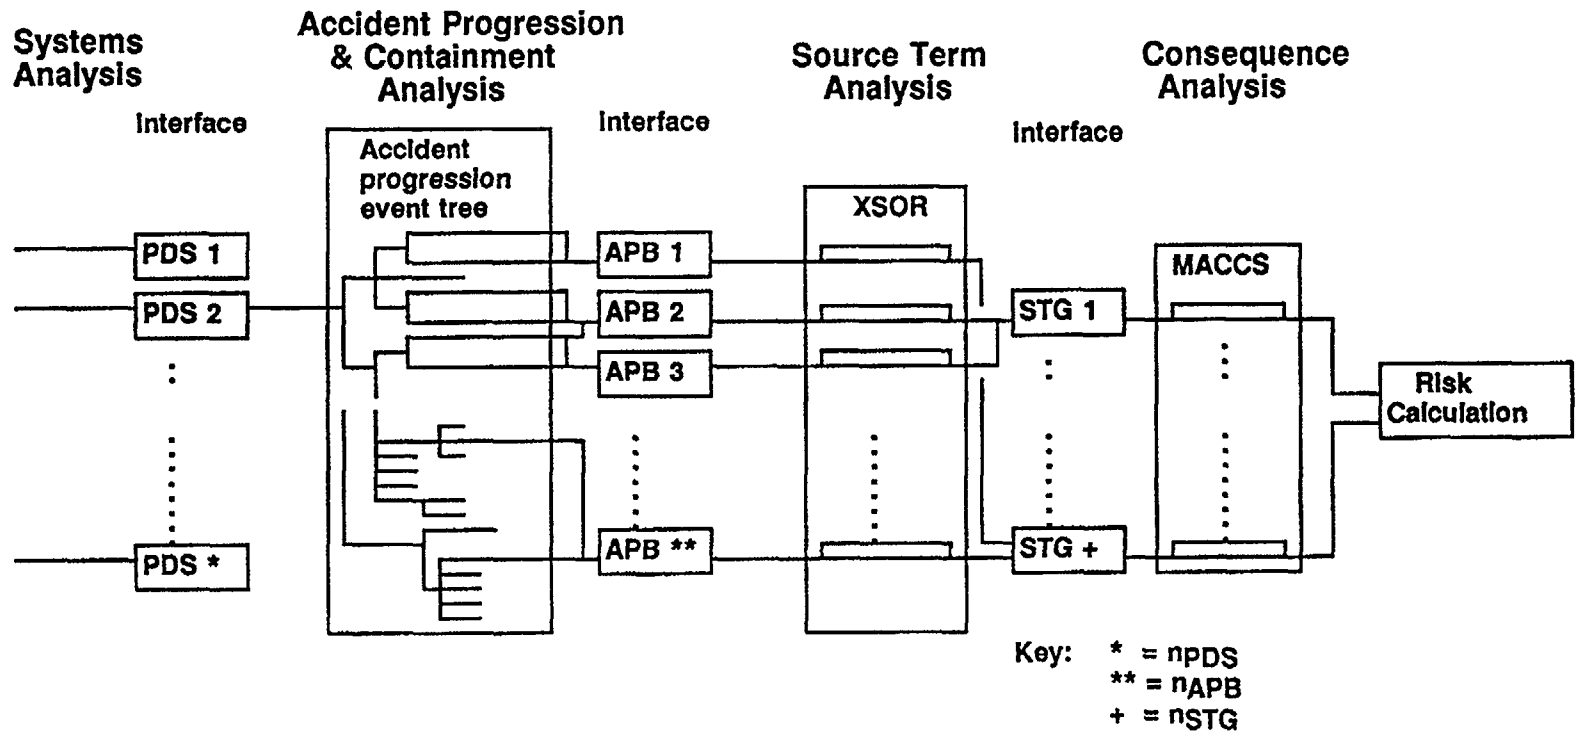 Systems
Analysis
Accident Progression
& Containment
Analysis
Source Term
Analysis
Consequence
Analysis
Interface
Interface
Interface
Accident
progression
event tree
XSOR
MACCS
PDS 1
PDS 2
PDS *
APB 1
APB 2
APB 3
APB **
STG 1
STG +
Risk
Calculation
Key: * = nPDS
** = nAPB
+ = nSTG